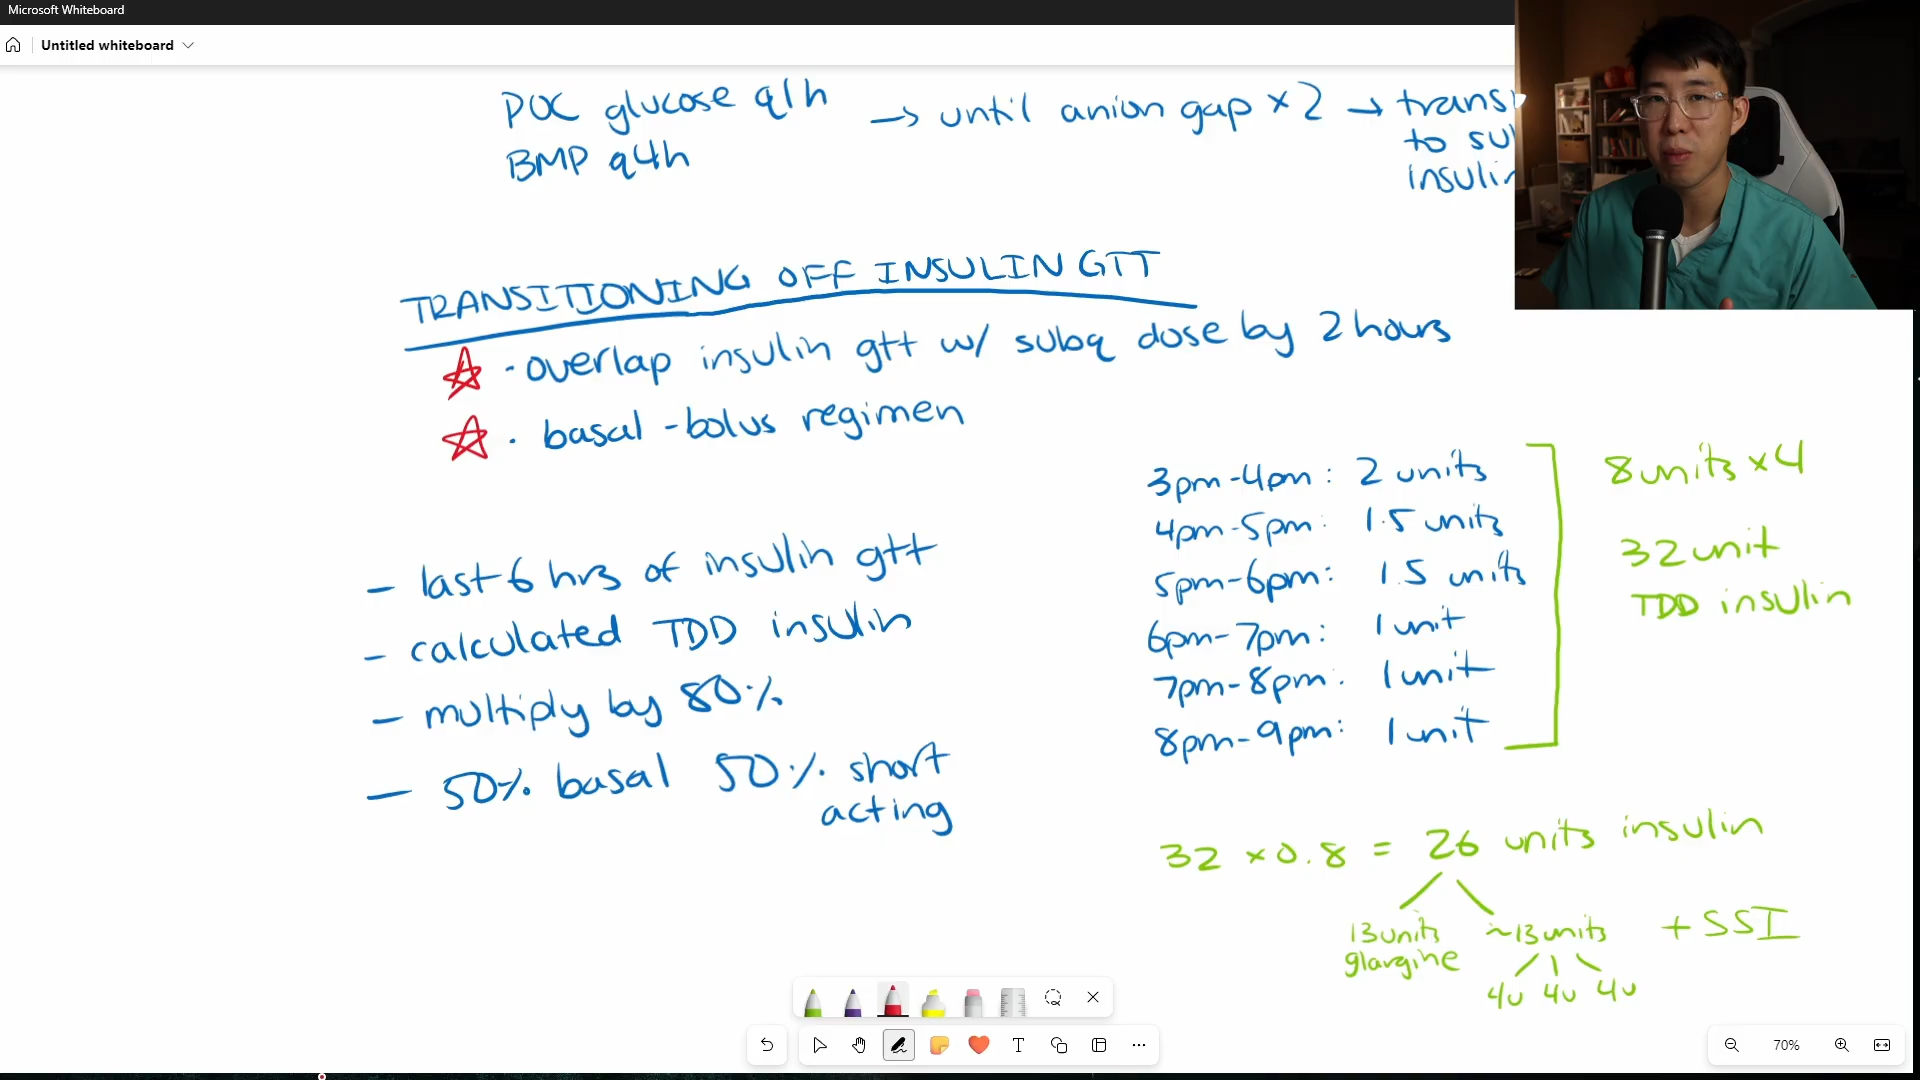 Microsoft Whiteboard
Untitled whiteboard
POC glucose q1h
BMP q4h
→ until anion gap x2 → trans
to su
insulin
TRANSITIONING OFF INSULIN GTT
· overlap insulin gtt w/ subq dose by 2 hours
· basal-bolus regimen
- last 6 hrs of insulin gtt
- calculated TDD insulin
- multiply by 80%
- 50% basal 50% short
acting
3pm-4pm: 2 units
4pm-5pm: 1.5 units
5pm-6pm: 1.5 units
6pm-7pm: 1 unit
7pm-8pm: 1 unit
8pm-9pm: 1 unit
8 units x 4
32 unit
TDD insulin
32 x 0.8 = 26 units insulin
13 units ~13 units + SSI
glargine
4u 4u 4u
70%